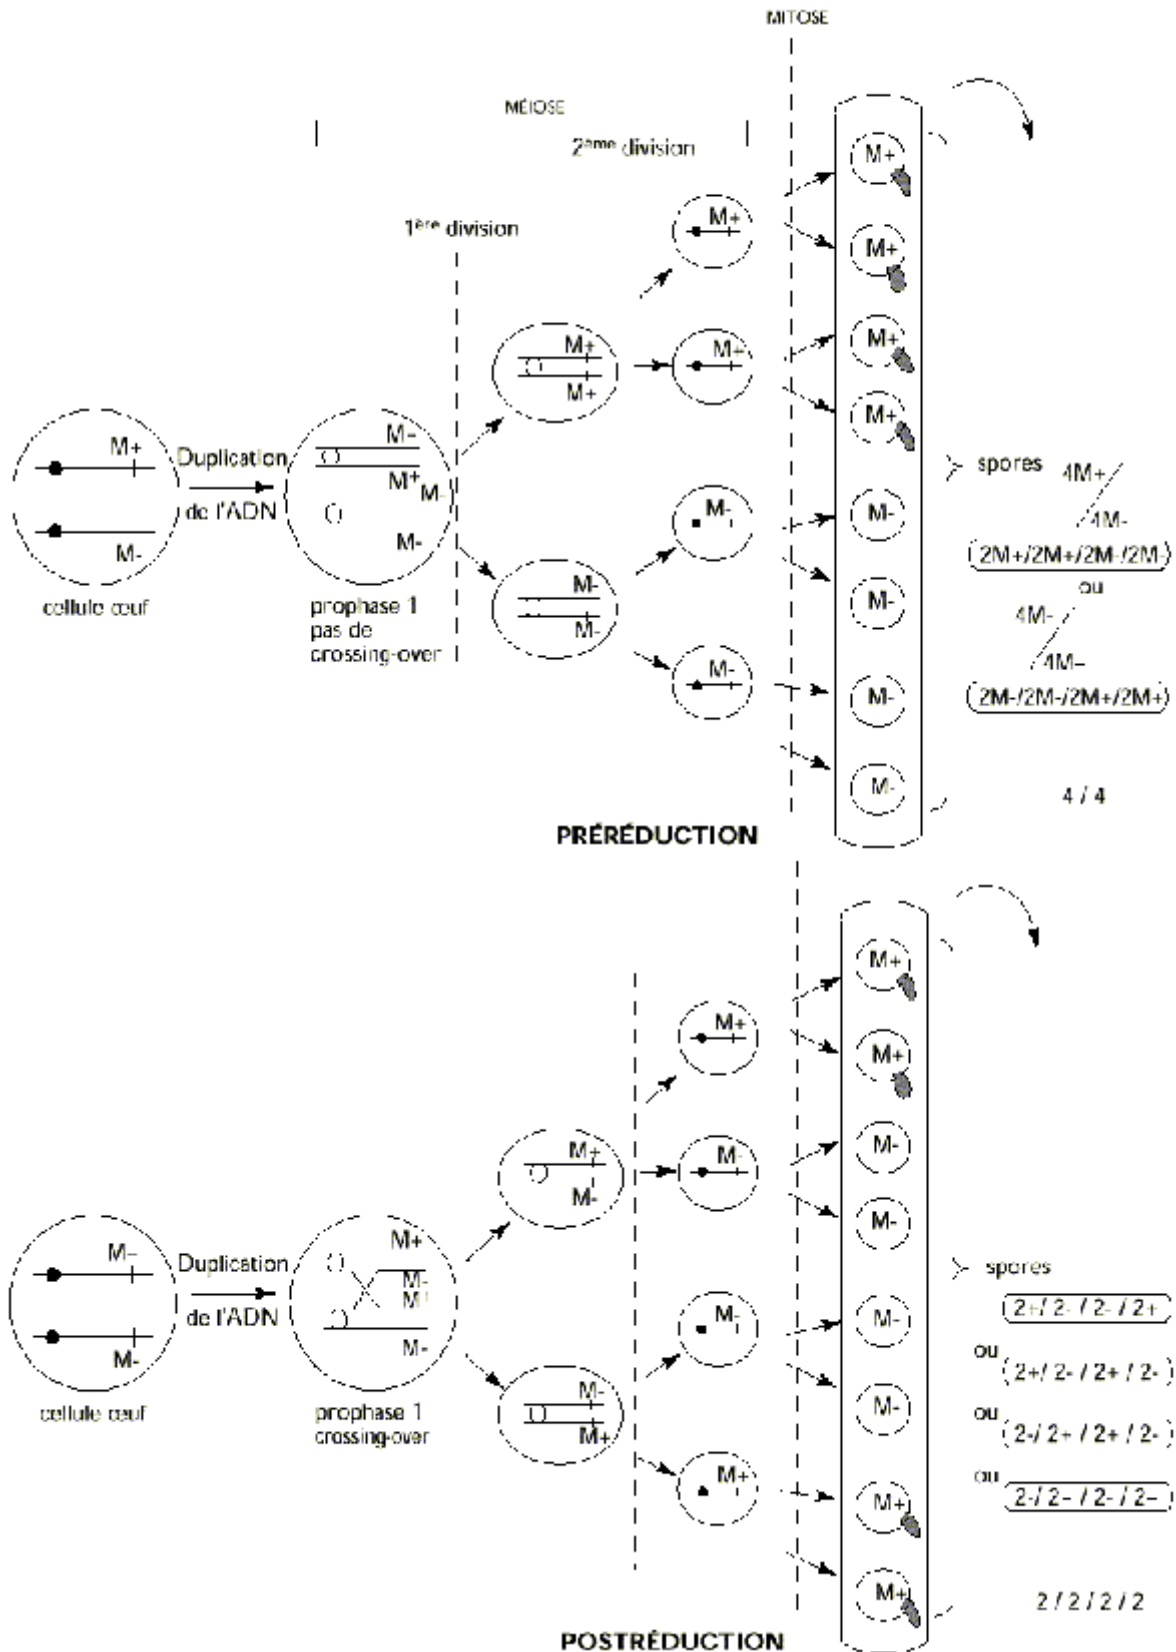 MITOSE
MÉIOSE
2ème division
1ère division
M+
M+
M+
M+
M+
M+
M+
M+
M+
Duplication
de l'ADN
M-
M+
M-
M-
M-
cellule œuf
prophase 1
pas de
crossing-over
M-
M-
M-
M-
M-
M-
M-
M-
spores
4M+
4M-
(2M+/2M+/2M-/2M-)
ou
4M-
4M-
(2M-/2M-/2M+/2M+)
4 / 4
PRÉRÉDUCTION
M+
M+
M+
M+
M-
M-
M-
M-
M-
Duplication
de l'ADN
M+
M-
M-
M-
cellule œuf
prophase 1
crossing-over
M-
M+
M-
M-
M-
M+
M+
M+
spores
2+/ 2- / 2- / 2+
ou 2+/ 2- / 2+ / 2-
ou 2-/ 2+ / 2+ / 2-
ou 2-/ 2- / 2- / 2-
2 / 2 / 2 / 2
POSTRÉDUCTION